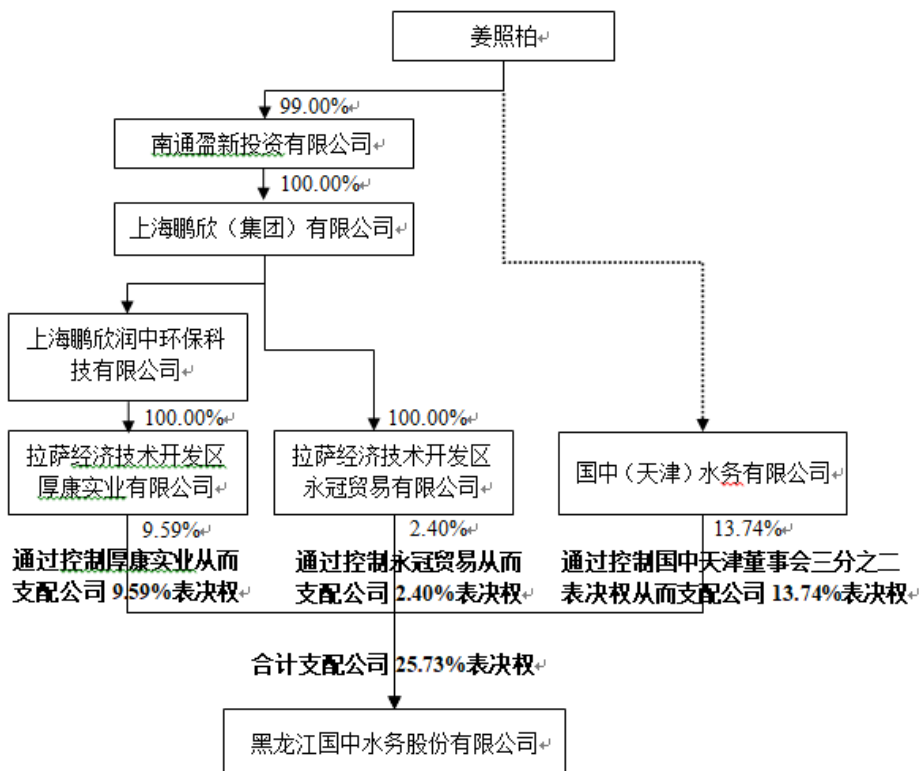 姜照柏
99.00%
南通盈新投资有限公司
100.00%
上海鹏欣（集团）有限公司
上海鹏欣润中环保科
技有限公司
100.00%
100.00%
拉萨经济技术开发区
厚康实业有限公司
拉萨经济技术开发区
永冠贸易有限公司
国中（天津）水务有限公司
9.59%
2.40%
13.74%
通过控制厚康实业从而
支配公司 9.59%表决权
通过控制永冠贸易从而
支配公司 2.40%表决权
通过控制国中天津董事会三分之二
表决权从而支配公司 13.74%表决权
合计支配公司 25.73%表决权
黑龙江国中水务股份有限公司